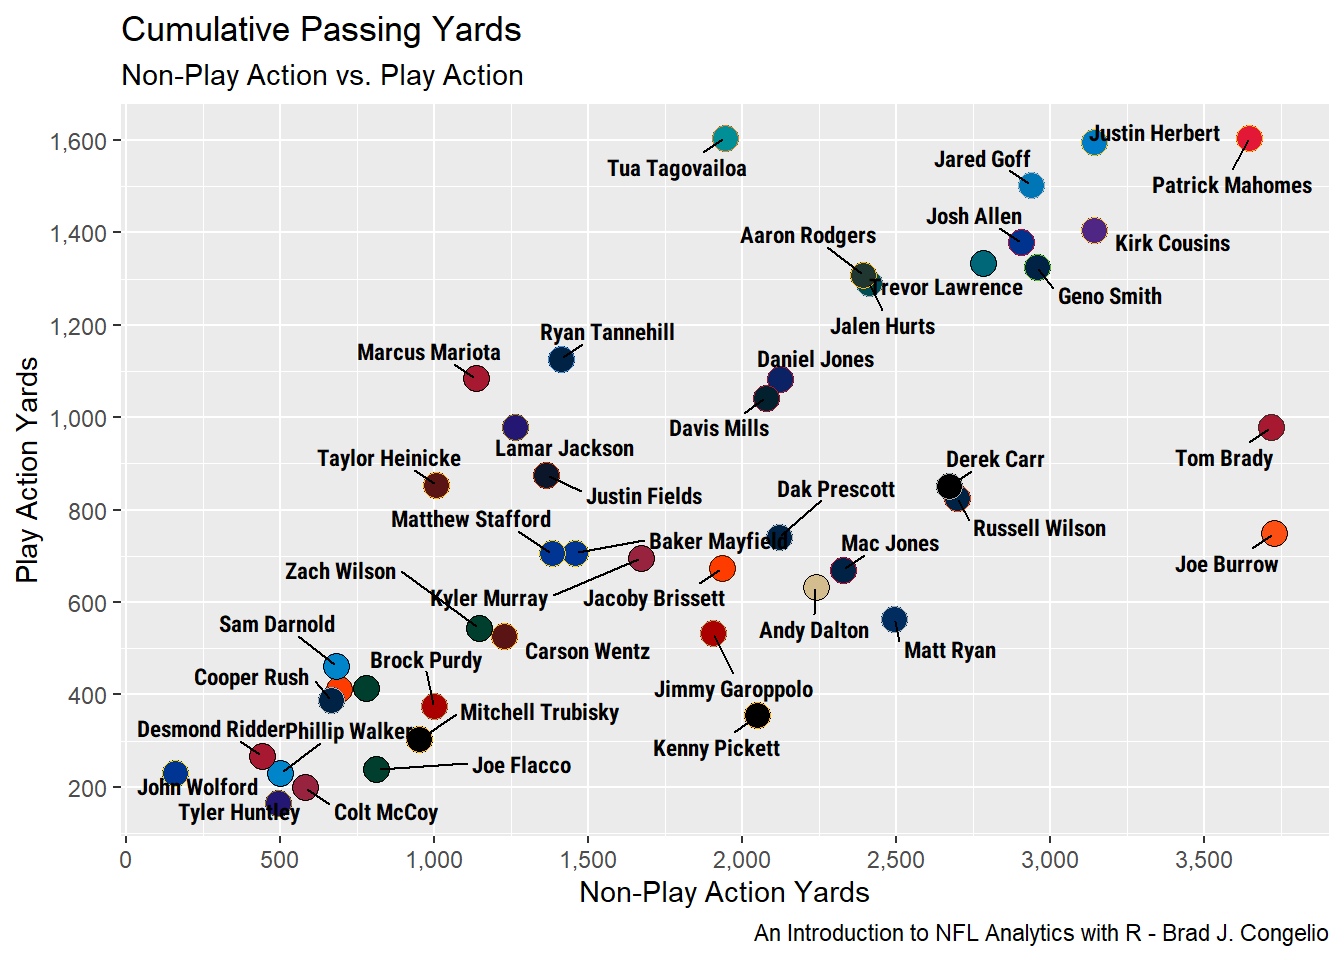 Cumulative Passing Yards
Non-Play Action vs. Play Action
1,600
1,400
1,200
1,000
800
600
400
200
Play Action Yards
Justin Herbert
Jared Goff
Tua Tagovailoa
Patrick Mahomes
Josh Allen
Aaron Rodgers
Kirk Cousins
Trevor Lawrence
Geno Smith
Jalen Hurts
Ryan Tannehill
Marcus Mariota
Daniel Jones
Davis Mills
Lamar Jackson
Taylor Heinicke
Tom Brady
Derek Carr
Dak Prescott
Justin Fields
Matthew Stafford
Russell Wilson
Baker Mayfield
Mac Jones
Joe Burrow
Zach Wilson
Kyler Murray
Jacoby Brissett
Sam Darnold
Andy Dalton
Carson Wentz
Matt Ryan
Brock Purdy
Cooper Rush
Jimmy Garoppolo
Mitchell Trubisky
Desmond Ridder
Phillip Walker
Kenny Pickett
Joe Flacco
John Wolford
Tyler Huntley
Colt McCoy
0
500
1,000
1,500
2,000
2,500
3,000
3,500
Non-Play Action Yards
An Introduction to NFL Analytics with R - Brad J. Congelio